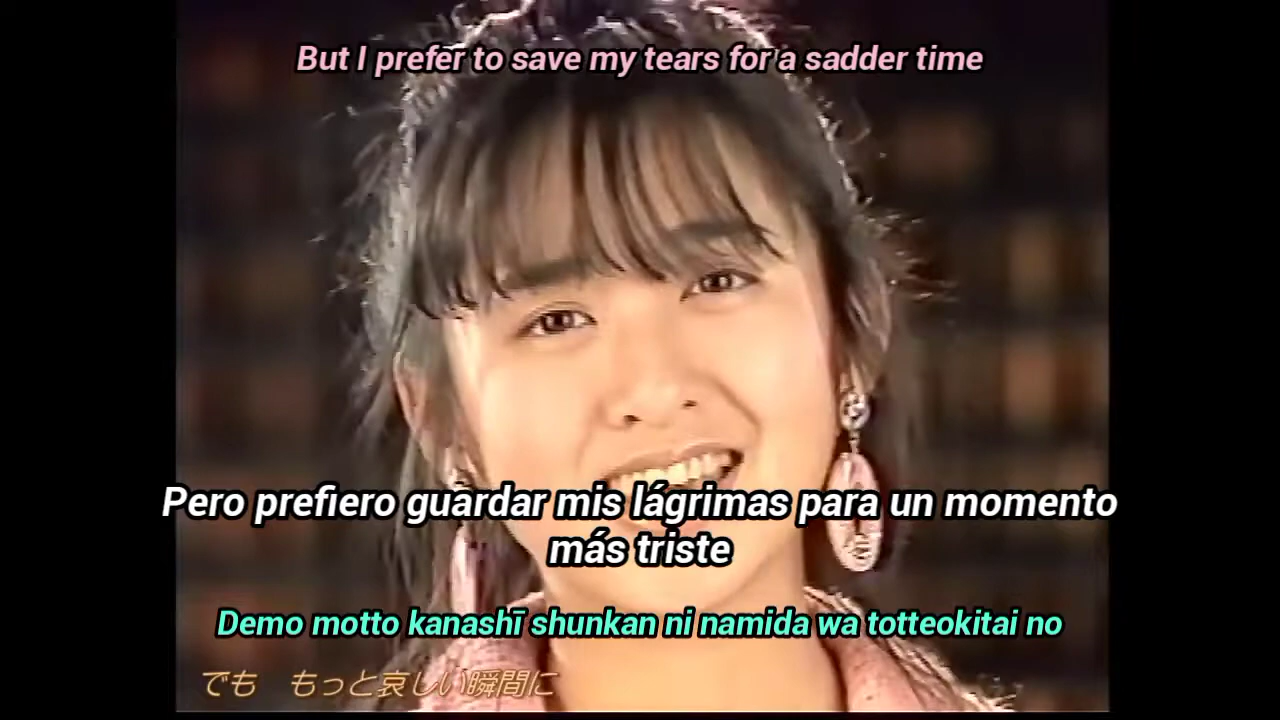 But I prefer to save my tears for a sadder time
Pero prefiero guardar mis lágrimas para un momento
más triste
Demo motto kanashī shunkan ni namida wa totteokitai no
でも　もっと哀しい瞬間に